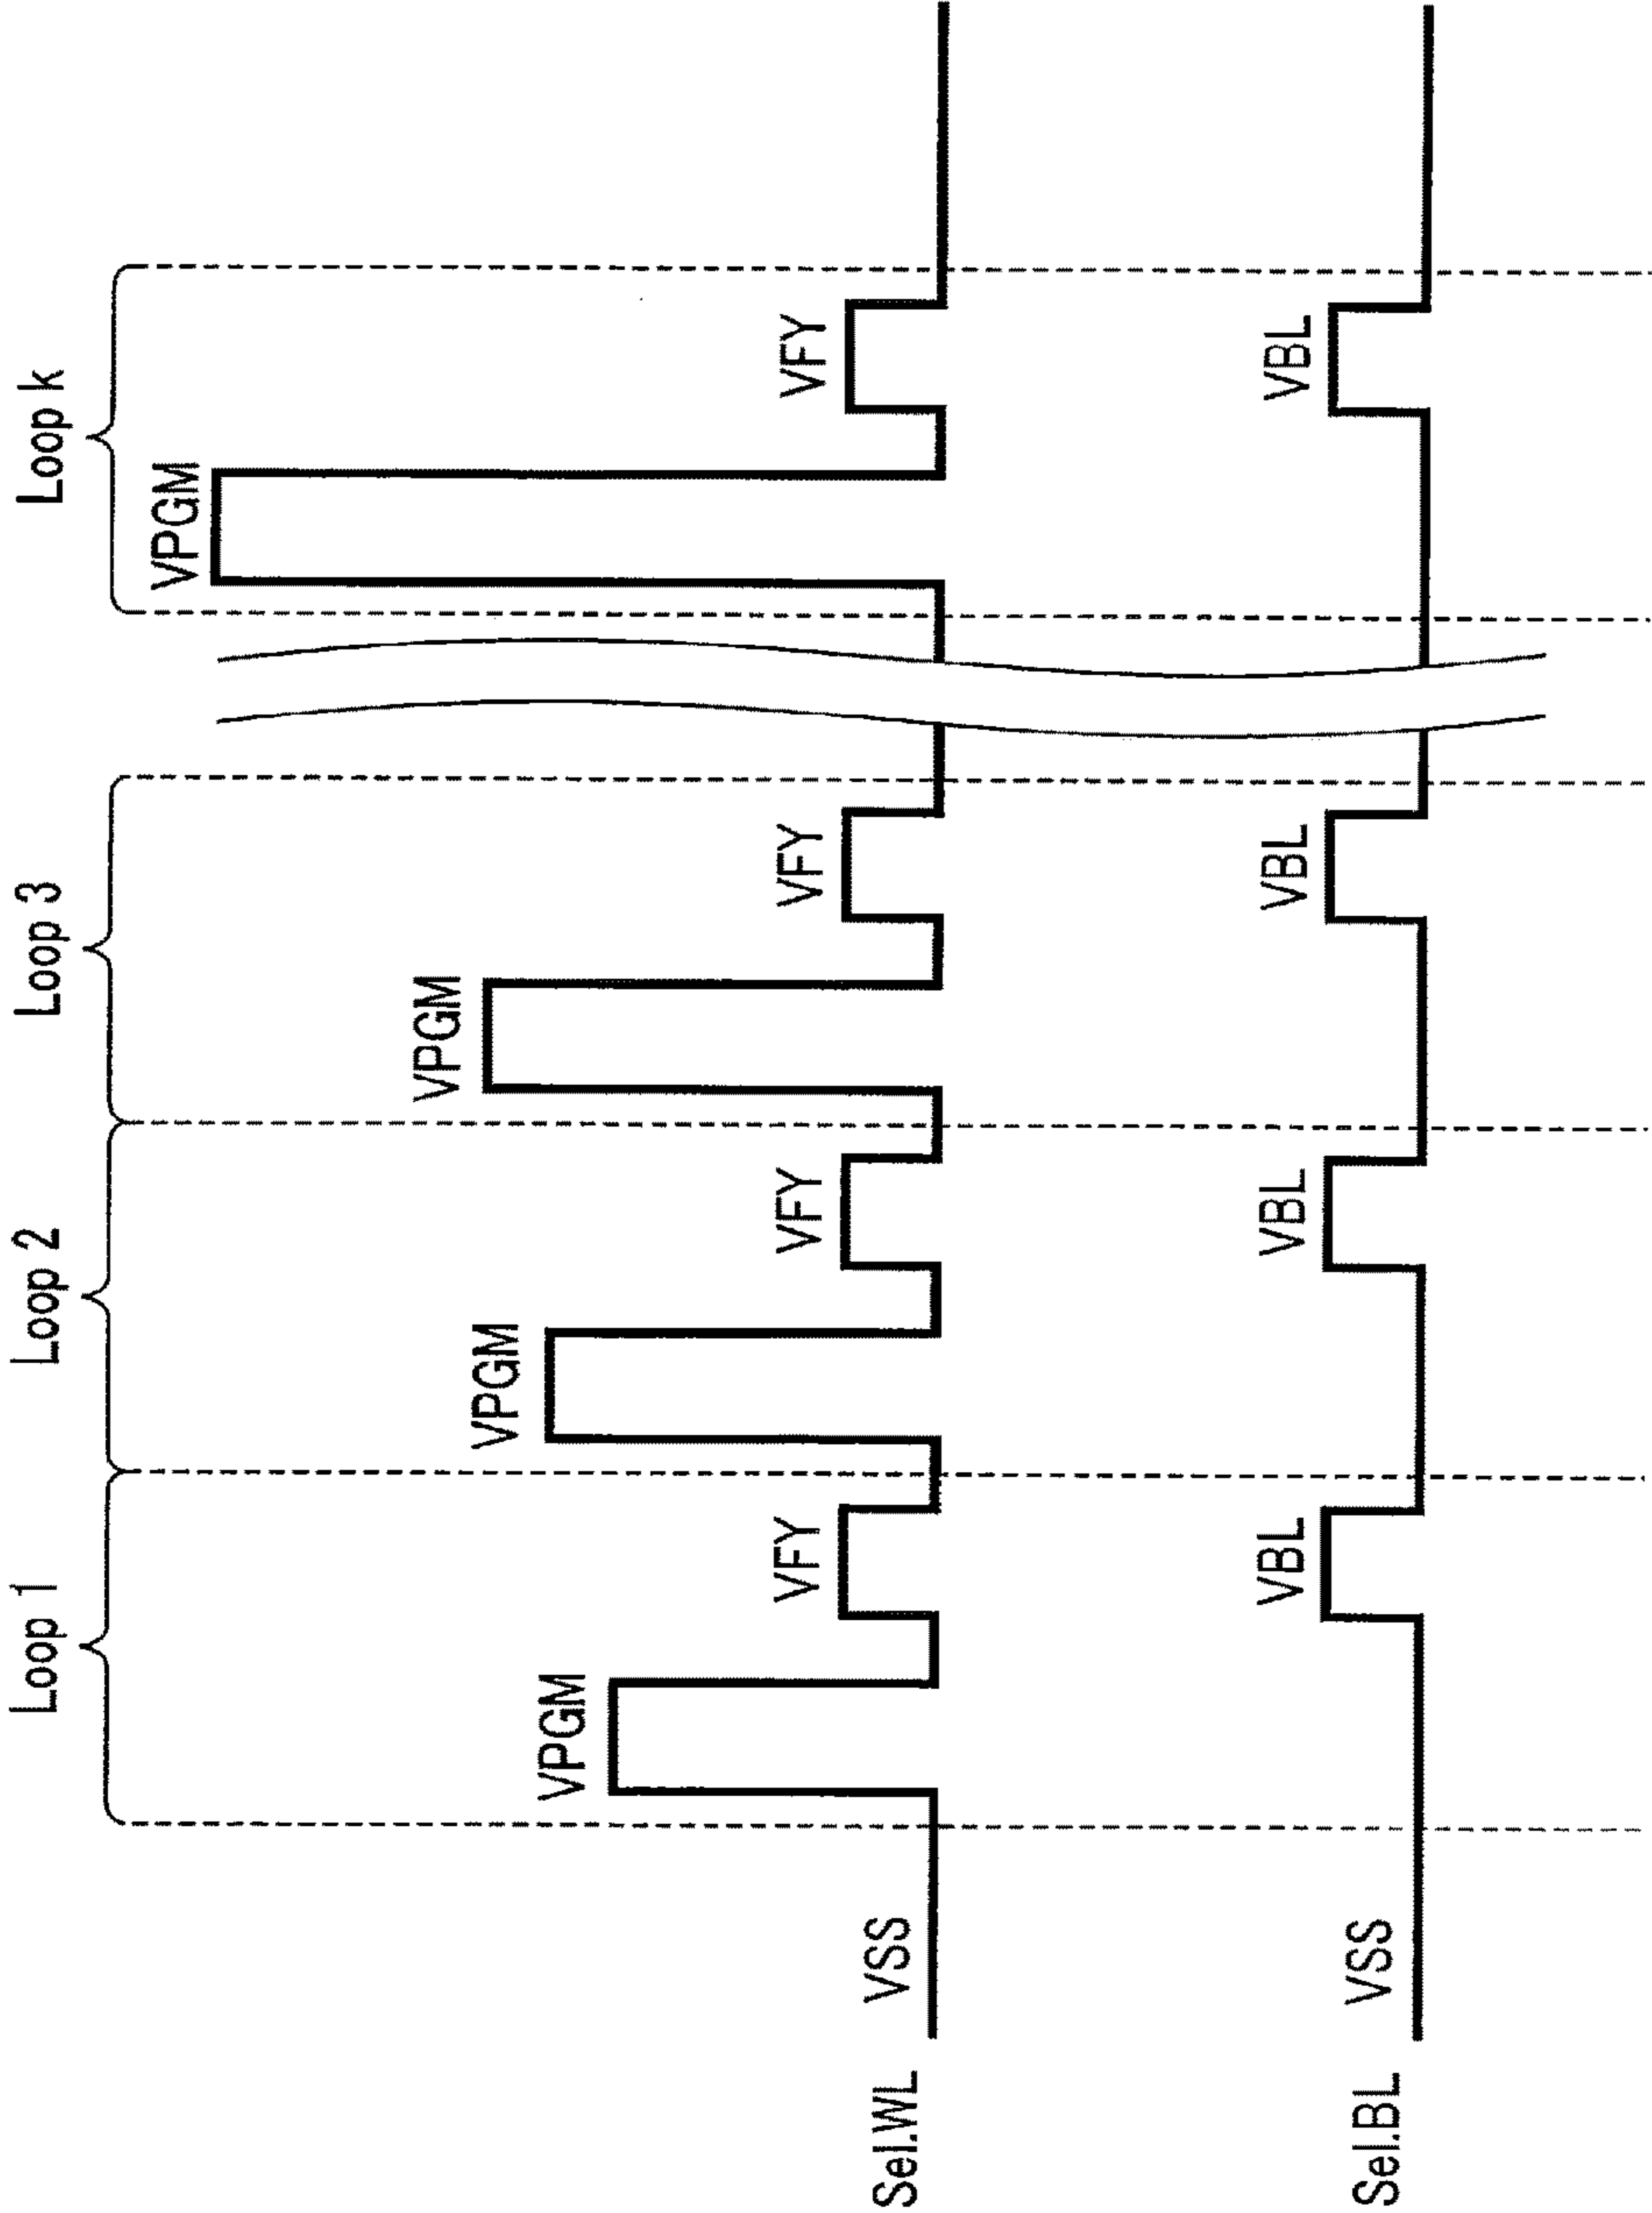 Loop 1
Loop 2
Loop 3
Loop k
VPGM
VPGM
VPGM
VPGM
VFY
VFY
VFY
VFY
Sel.WL
VSS
VBL
VBL
VBL
VBL
Sel.BL
VSS